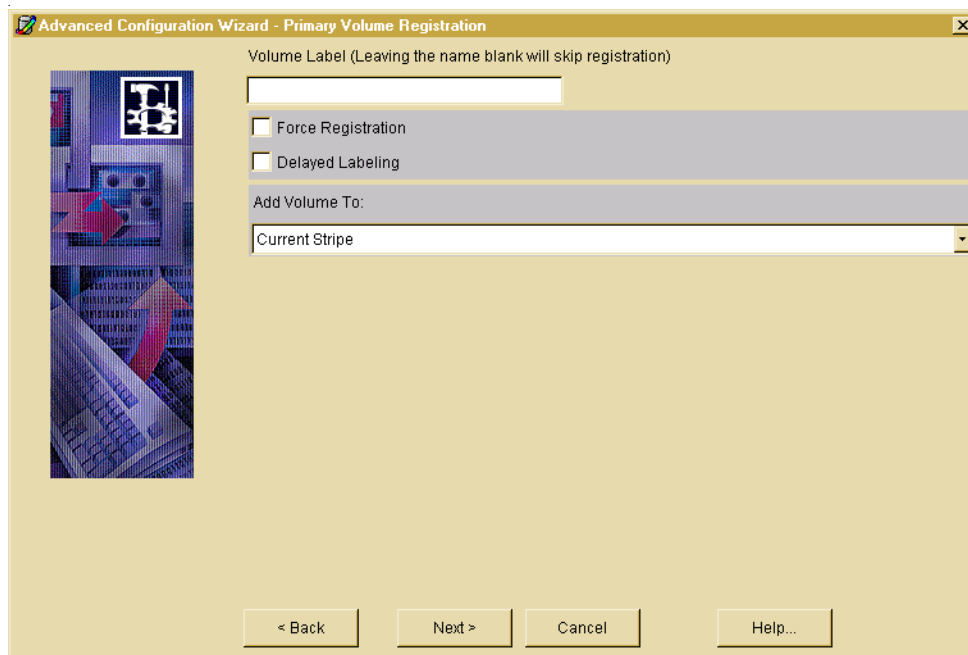 Advanced Configuration Wizard - Primary Volume Registration
Volume Label (Leaving the name blank will skip registration)
Force Registration
Delayed Labeling
Add Volume To:
Current Stripe
< Back
Next >
Cancel
Help...